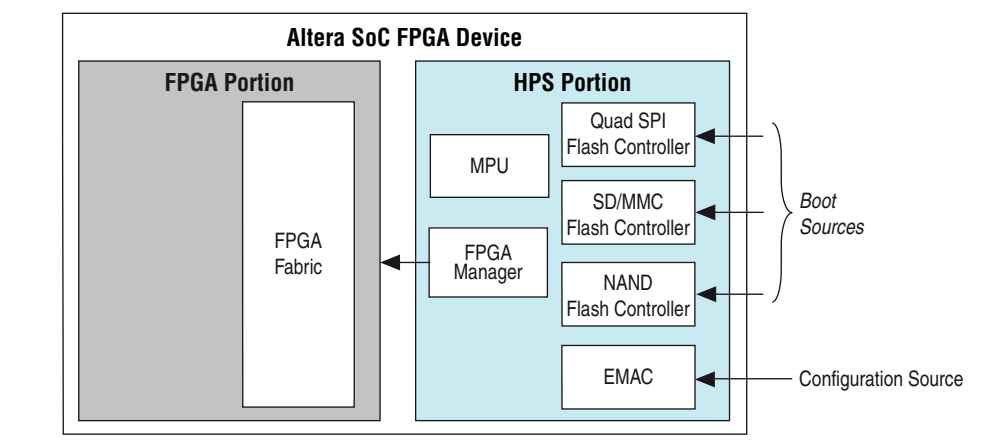 Altera SoC FPGA Device
FPGA Portion
HPS Portion
Quad SPI
Flash Controller
MPU
SD/MMC
Flash Controller
Boot
Sources
FPGA
Fabric
FPGA
Manager
NAND
Flash Controller
EMAC
Configuration Source